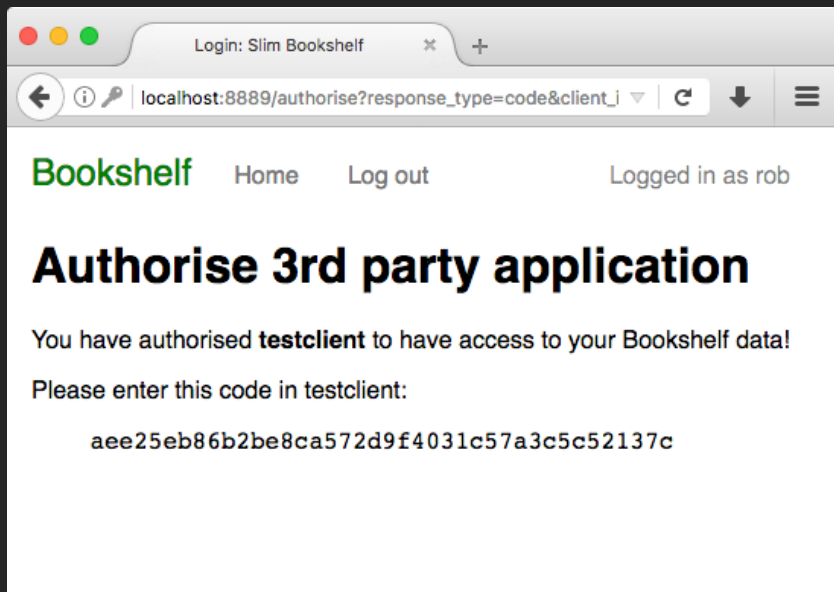 Login: Slim Bookshelf
localhost:8889/authorise?response_type=code&client_i
Bookshelf Home Log out Logged in as rob
Authorise 3rd party application
You have authorised testclient to have access to your Bookshelf data!
Please enter this code in testclient:
aee25eb86b2be8ca572d9f4031c57a3c5c52137c